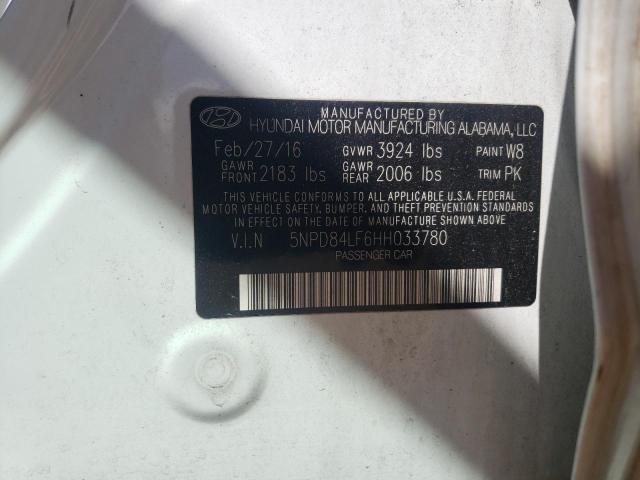 MANUFACTURED BY
HYUNDAI MOTOR MANUFACTURING ALABAMA, LLC
Feb/27/16 GVWR 3924 lbs PAINT W8
GAWR FRONT 2183 lbs GAWR REAR 2006 lbs TRIM PK
THIS VEHICLE CONFORMS TO ALL APPLICABLE U.S.A. FEDERAL
MOTOR VEHICLE SAFETY, BUMPER, AND THEFT PREVENTION STANDARDS
IN EFFECT ON THE DATE OF MANUFACTURE SHOWN ABOVE.
V.I.N 5NPD84LF6HH033780
PASSENGER CAR